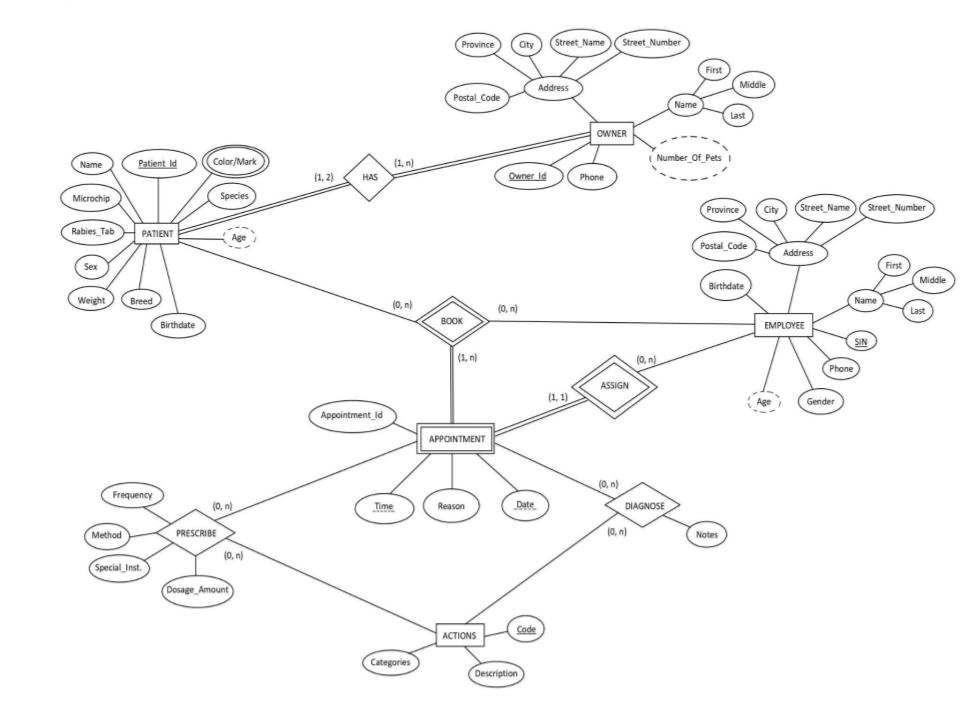 Province
City
Street_Name
Street_Number
Postal_Code
Address
First
Middle
Name
Last
OWNER
Number_Of_Pets
Owner_Id
Phone
(1, n)
HAS
(1, 2)
Name
Patient_Id
Color/Mark
Microchip
Species
Rabies_Tab
PATIENT
Age
Sex
Weight
Breed
Birthdate
Province
City
Street_Name
Street_Number
Postal_Code
Address
First
Middle
Birthdate
Name
Last
EMPLOYEE
SIN
Phone
Age
Gender
(0, n)
BOOK
(0, n)
(1, n)
(0, n)
ASSIGN
(1, 1)
Appointment_Id
APPOINTMENT
Time
Reason
Date
(0, n)
DIAGNOSE
(0, n)
Notes
Frequency
(0, n)
Method
PRESCRIBE
(0, n)
Special_Inst.
Dosage_Amount
ACTIONS
Code
Categories
Description